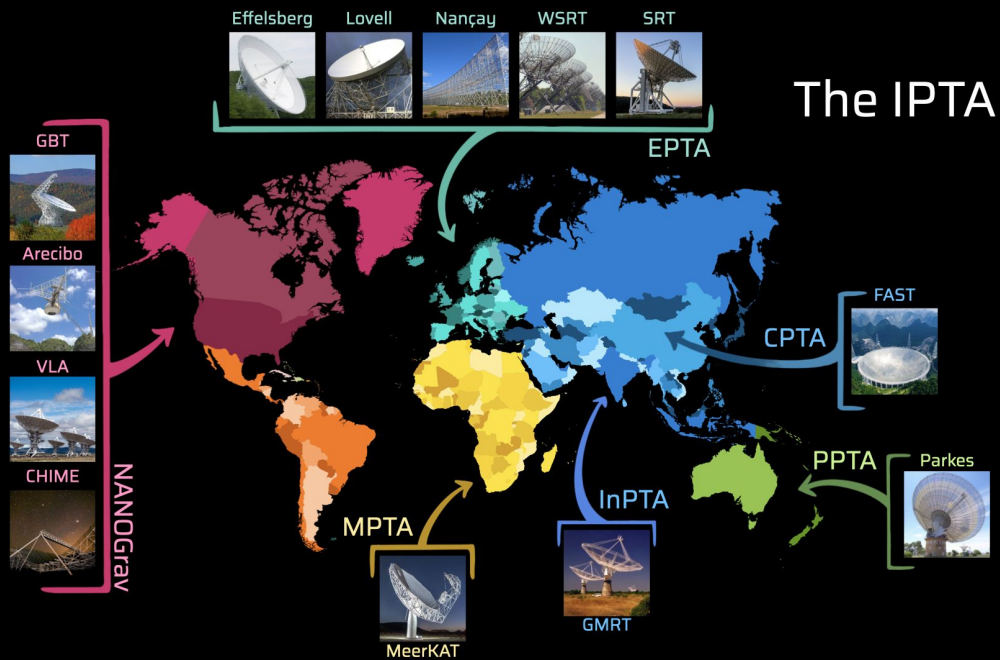 Effelsberg
Lovell
Nançay
WSRT
SRT
The IPTA
EPTA
GBT
Arecibo
VLA
CHIME
NANOGrav
FAST
CPTA
PPTA
Parkes
InPTA
MPTA
GMRT
MeerKAT